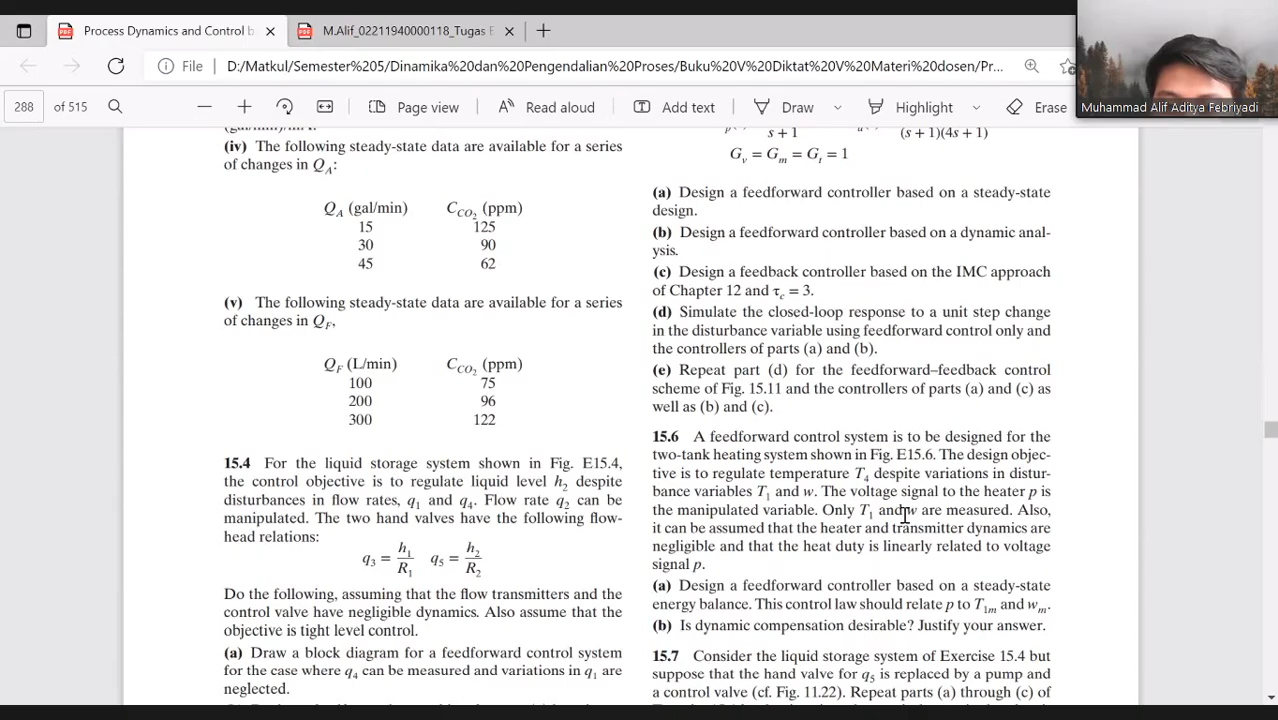 Process Dynamics and Control b
M.Alif_02211940000118_Tugas E
File
D:/Matkul/Semester%205/Dinamika%20dan%20Pengendalian%20Proses/Buku%20V%20Diktat%20V%20Materi%20dosen/Pr...
288
of 515
Page view
Read aloud
Add text
Draw
Highlight
Erase
Muhammad Alif Aditya Febriyadi
(iv) The following steady-state data are available for a series
of changes in Q_A:
Q_A (gal/min) C_CO₂ (ppm)
15 125
30 90
45 62
(v) The following steady-state data are available for a series
of changes in Q_F,
Q_F (L/min) C_CO₂ (ppm)
100 75
200 96
300 122
15.4 For the liquid storage system shown in Fig. E15.4,
the control objective is to regulate liquid level h₂ despite
disturbances in flow rates, q₁ and q₄. Flow rate q₂ can be
manipulated. The two hand valves have the following flow-
head relations:
q₃ = h₁/R₁ q₅ = h₂/R₂
Do the following, assuming that the flow transmitters and the
control valve have negligible dynamics. Also assume that the
objective is tight level control.
(a) Draw a block diagram for a feedforward control system
for the case where q₄ can be measured and variations in q₁ are
neglected.
s + 1 (s + 1)(4s + 1)
G_v = G_m = G_t = 1
(a) Design a feedforward controller based on a steady-state
design.
(b) Design a feedforward controller based on a dynamic anal-
ysis.
(c) Design a feedback controller based on the IMC approach
of Chapter 12 and τ_c = 3.
(d) Simulate the closed-loop response to a unit step change
in the disturbance variable using feedforward control only and
the controllers of parts (a) and (b).
(e) Repeat part (d) for the feedforward–feedback control
scheme of Fig. 15.11 and the controllers of parts (a) and (c) as
well as (b) and (c).
15.6 A feedforward control system is to be designed for the
two-tank heating system shown in Fig. E15.6. The design objec-
tive is to regulate temperature T₄ despite variations in distur-
bance variables T₁ and w. The voltage signal to the heater p is
the manipulated variable. Only T₁ and w are measured. Also,
it can be assumed that the heater and transmitter dynamics are
negligible and that the heat duty is linearly related to voltage
signal p.
(a) Design a feedforward controller based on a steady-state
energy balance. This control law should relate p to T₁ₘ and wₘ.
(b) Is dynamic compensation desirable? Justify your answer.
15.7 Consider the liquid storage system of Exercise 15.4 but
suppose that the hand valve for q₅ is replaced by a pump and
a control valve (cf. Fig. 11.22). Repeat parts (a) through (c) of